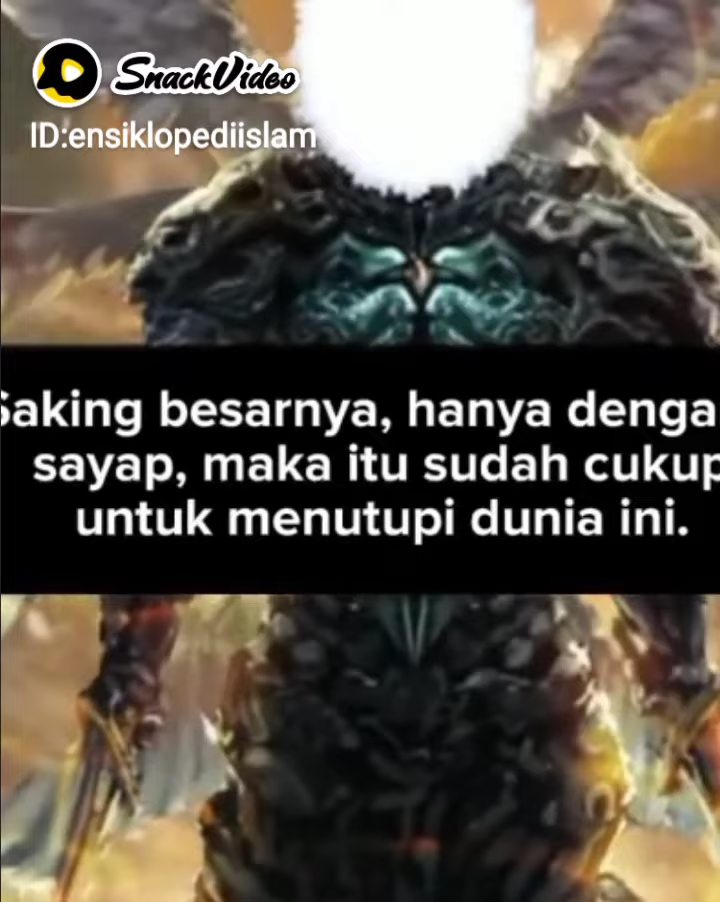 SnackVideo
ID:ensiklopediislam
Saking besarnya, hanya denga
sayap, maka itu sudah cukup
untuk menutupi dunia ini.